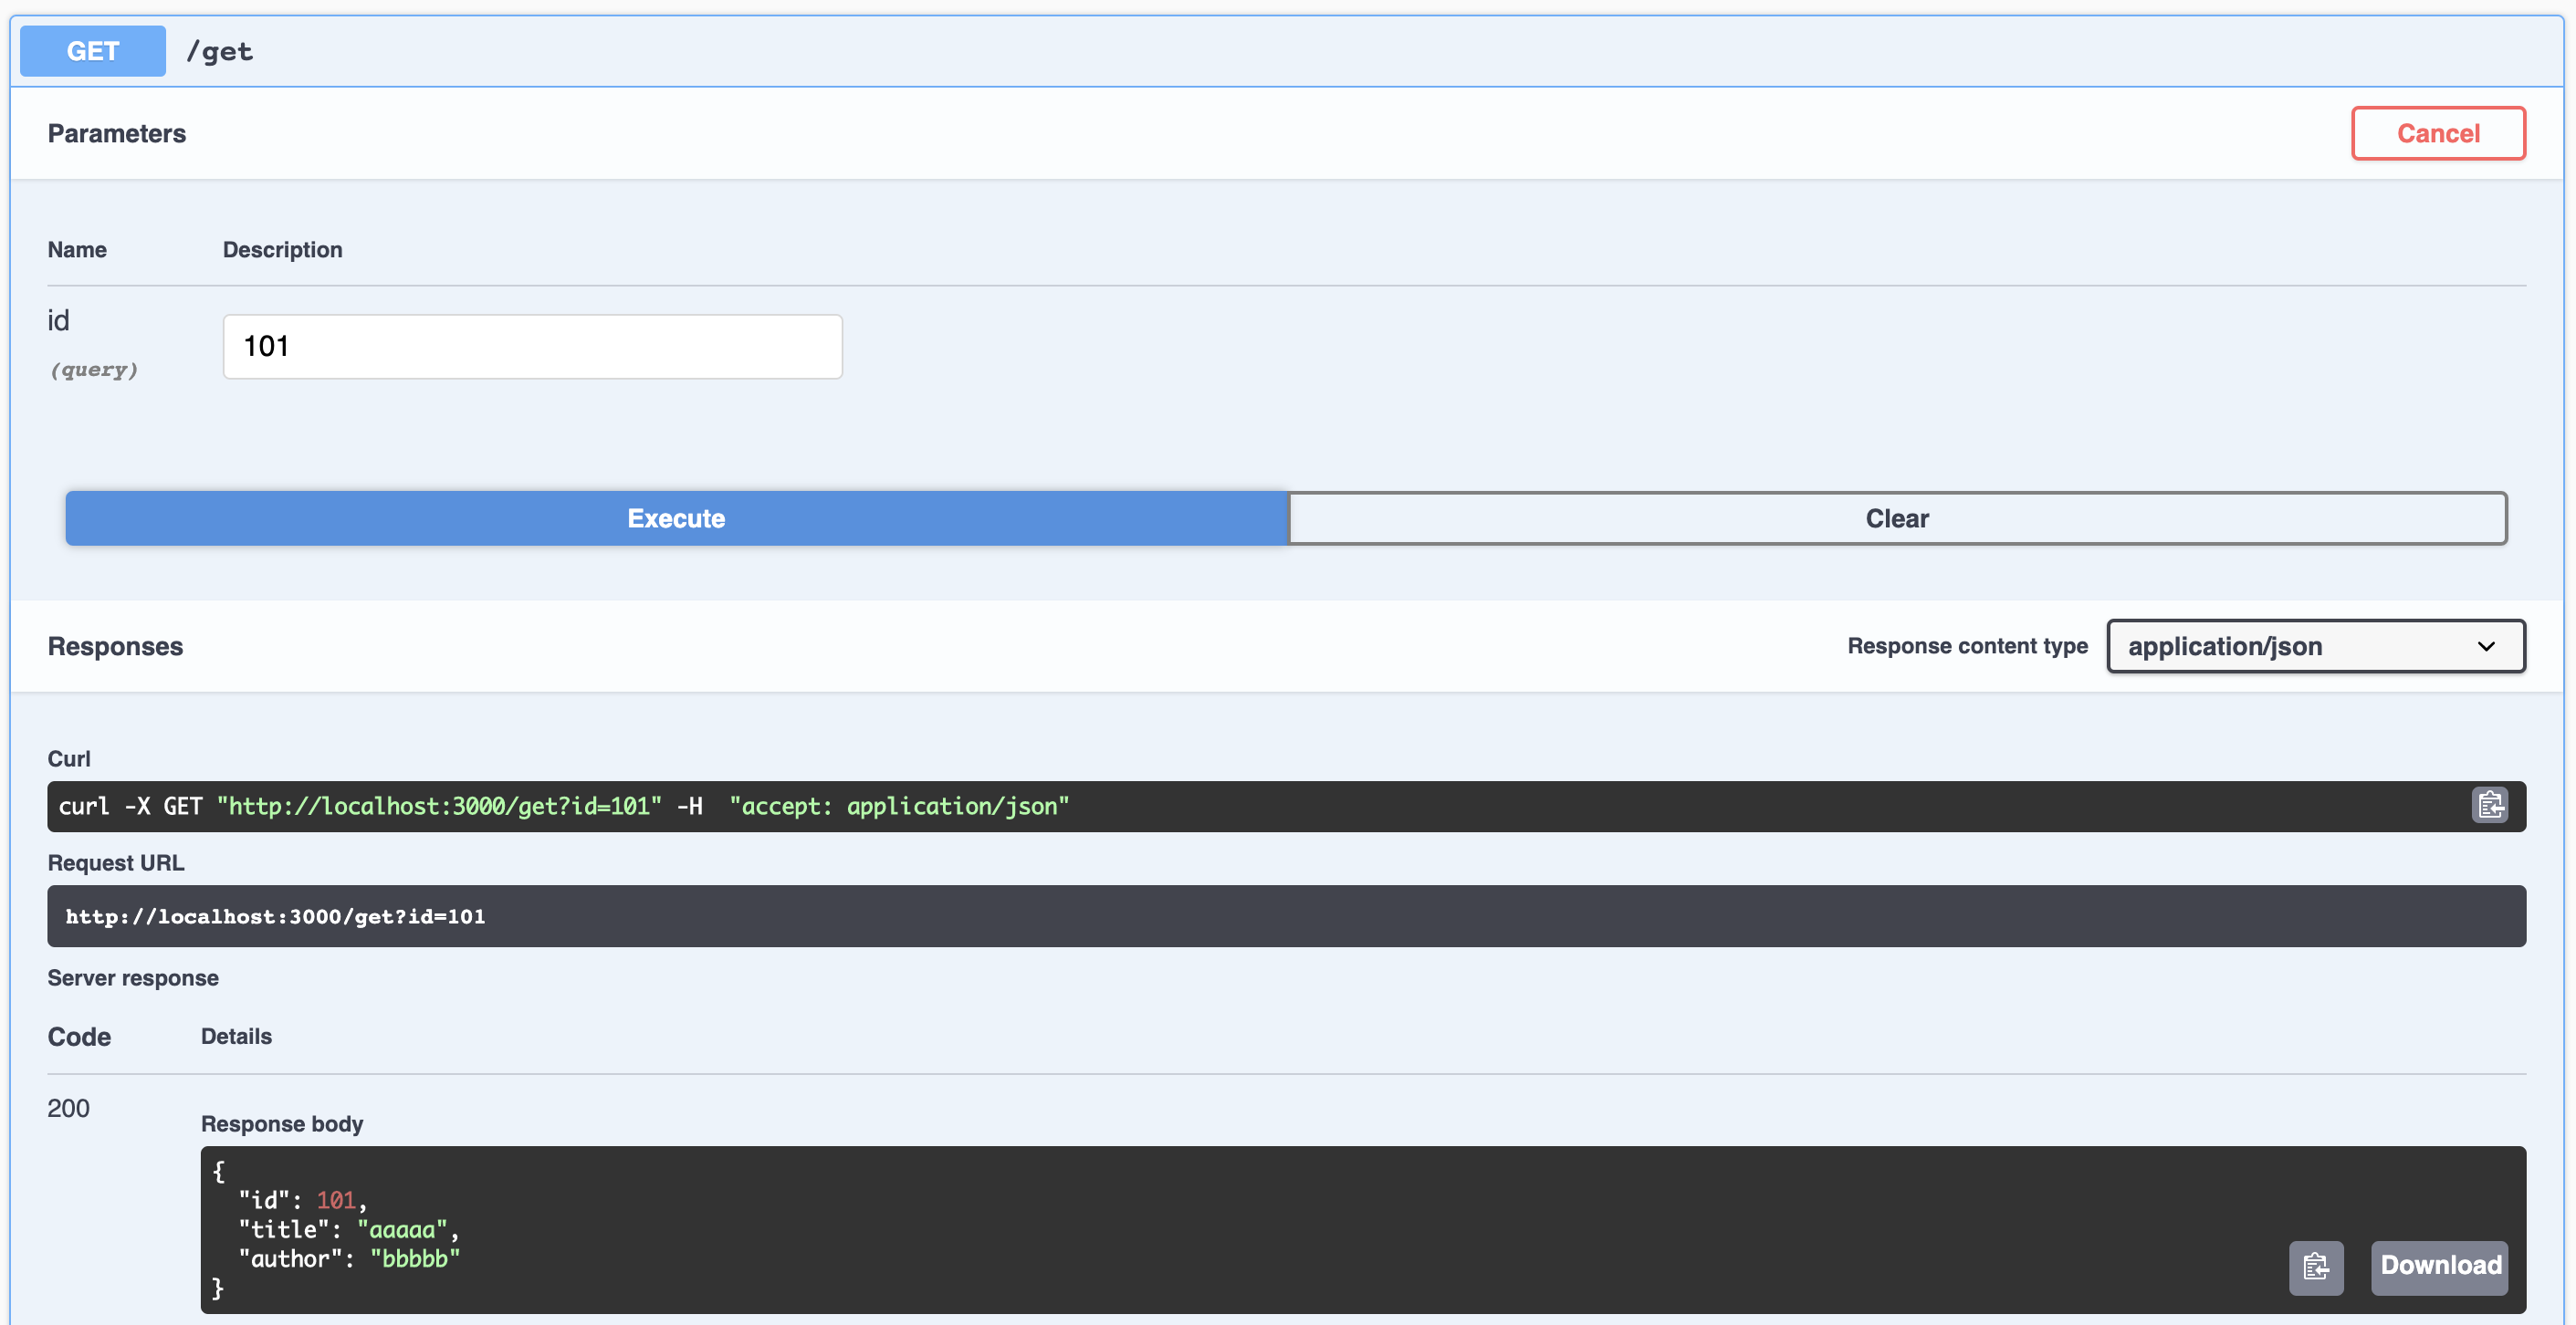 GET /get
Parameters Cancel
Name Description
id 101
(query)
Execute Clear
Responses Response content type application/json
Curl
curl -X GET "http://localhost:3000/get?id=101" -H  "accept: application/json"
Request URL
http://localhost:3000/get?id=101
Server response
Code Details
200
Response body
{
  "id": 101,
  "title": "aaaaa",
  "author": "bbbbb"
}
Download